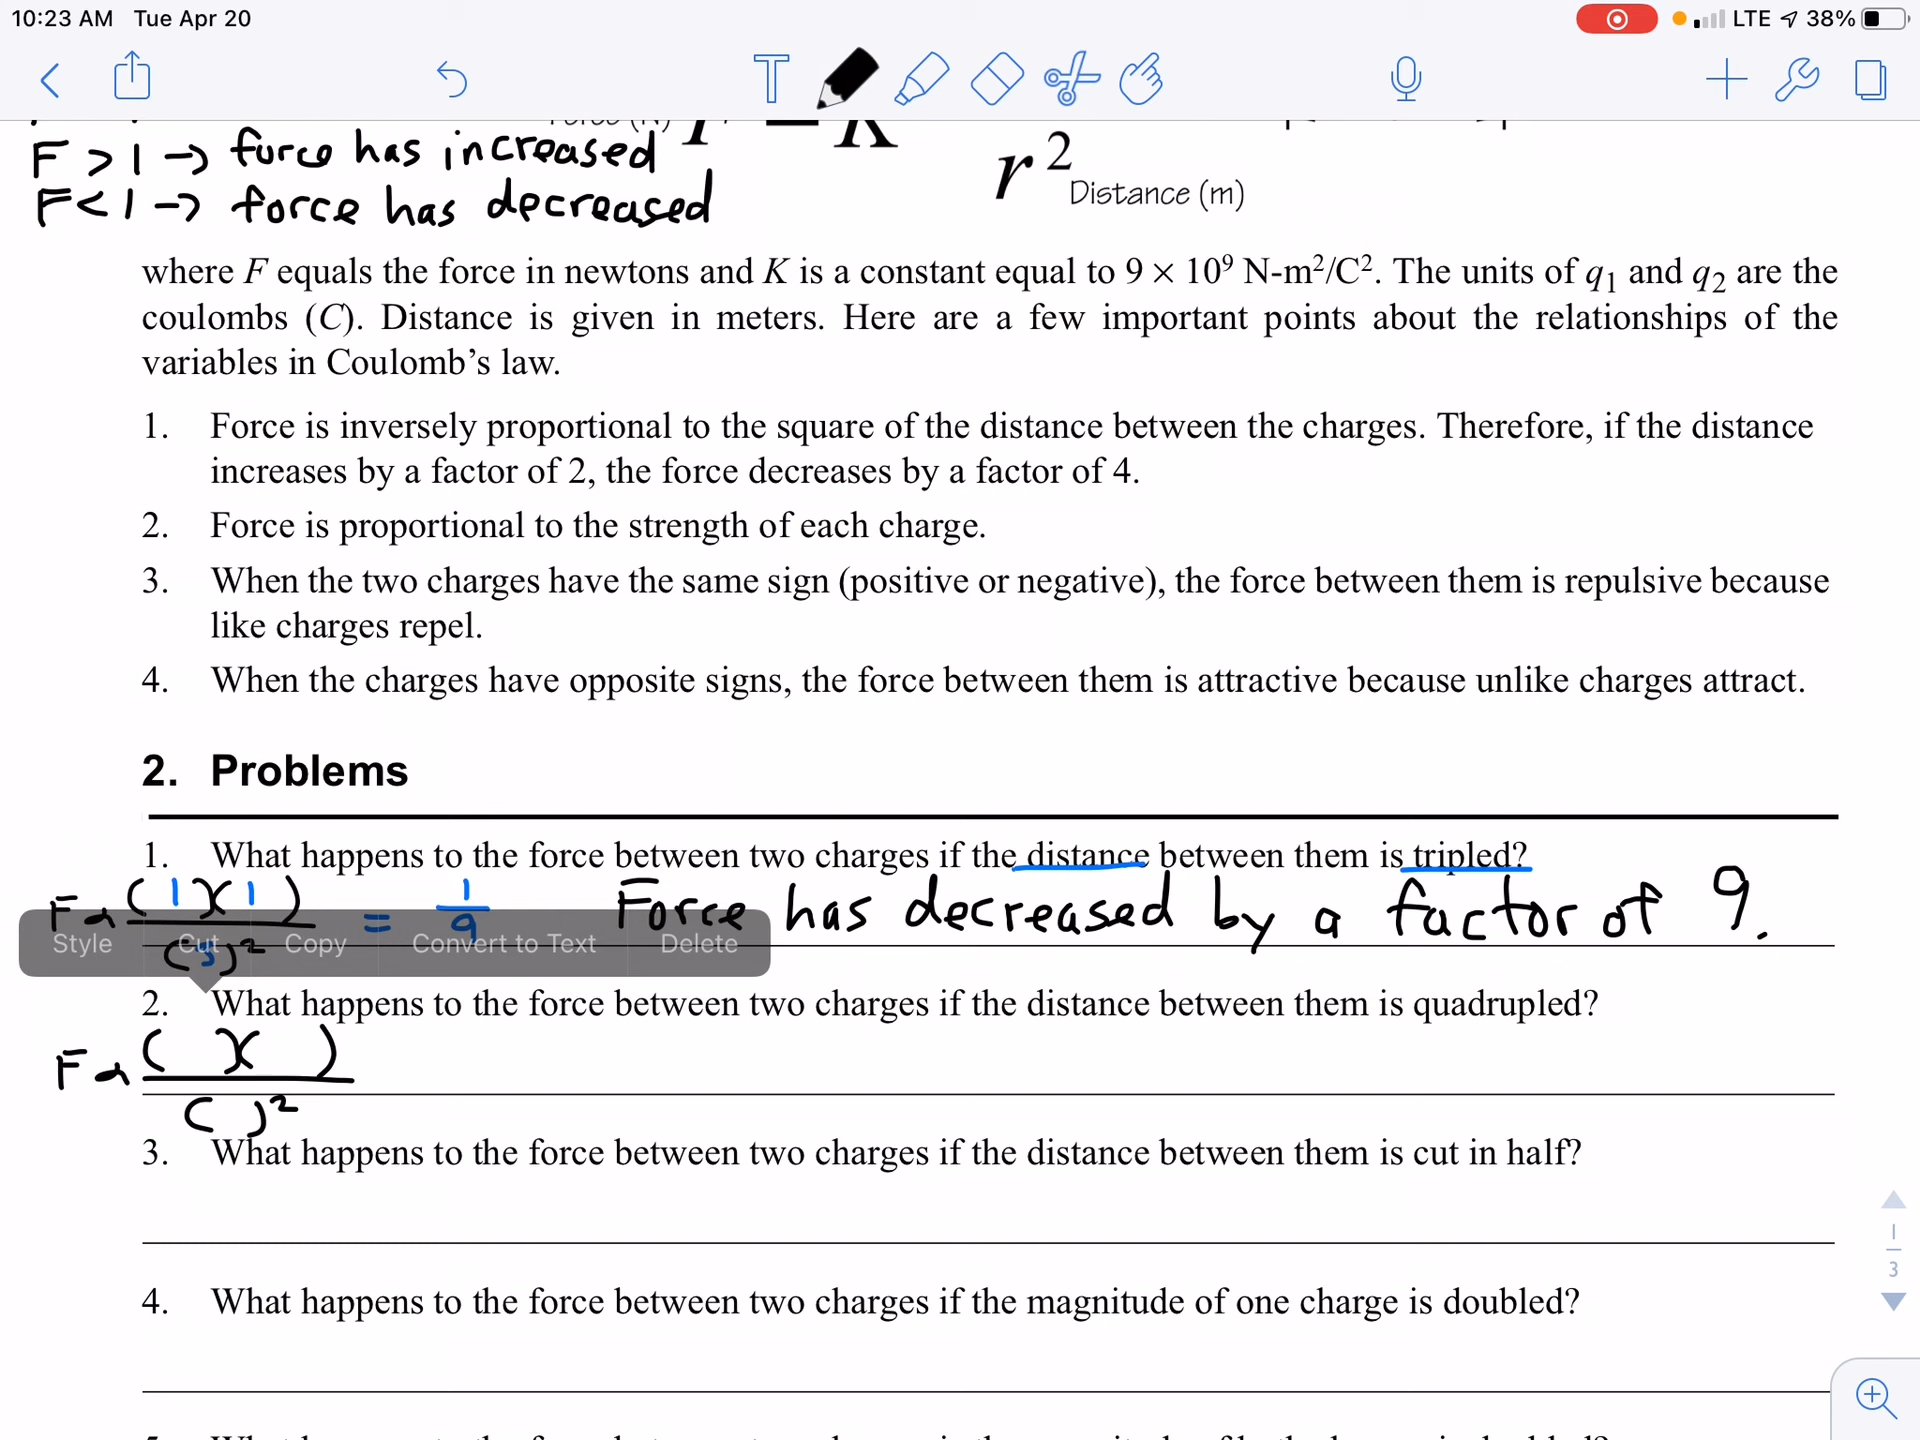 10:23 AM Tue Apr 20 LTE 38%
T
F = K
F > 1 → force has increased
r² Distance (m)
F < 1 → force has decreased
where F equals the force in newtons and K is a constant equal to 9 × 10⁹ N-m²/C². The units of q₁ and q₂ are the
coulombs (C). Distance is given in meters. Here are a few important points about the relationships of the
variables in Coulomb’s law.
1. Force is inversely proportional to the square of the distance between the charges. Therefore, if the distance
increases by a factor of 2, the force decreases by a factor of 4.
2. Force is proportional to the strength of each charge.
3. When the two charges have the same sign (positive or negative), the force between them is repulsive because
like charges repel.
4. When the charges have opposite signs, the force between them is attractive because unlike charges attract.
2. Problems
1. What happens to the force between two charges if the distance between them is tripled?
F α (1)(1) / (3)² = 1/9 Force has decreased by a factor of 9.
Style Cut Copy Convert to Text Delete
2. What happens to the force between two charges if the distance between them is quadrupled?
F α ( )( ) / ( )²
3. What happens to the force between two charges if the distance between them is cut in half?
1
3
4. What happens to the force between two charges if the magnitude of one charge is doubled?